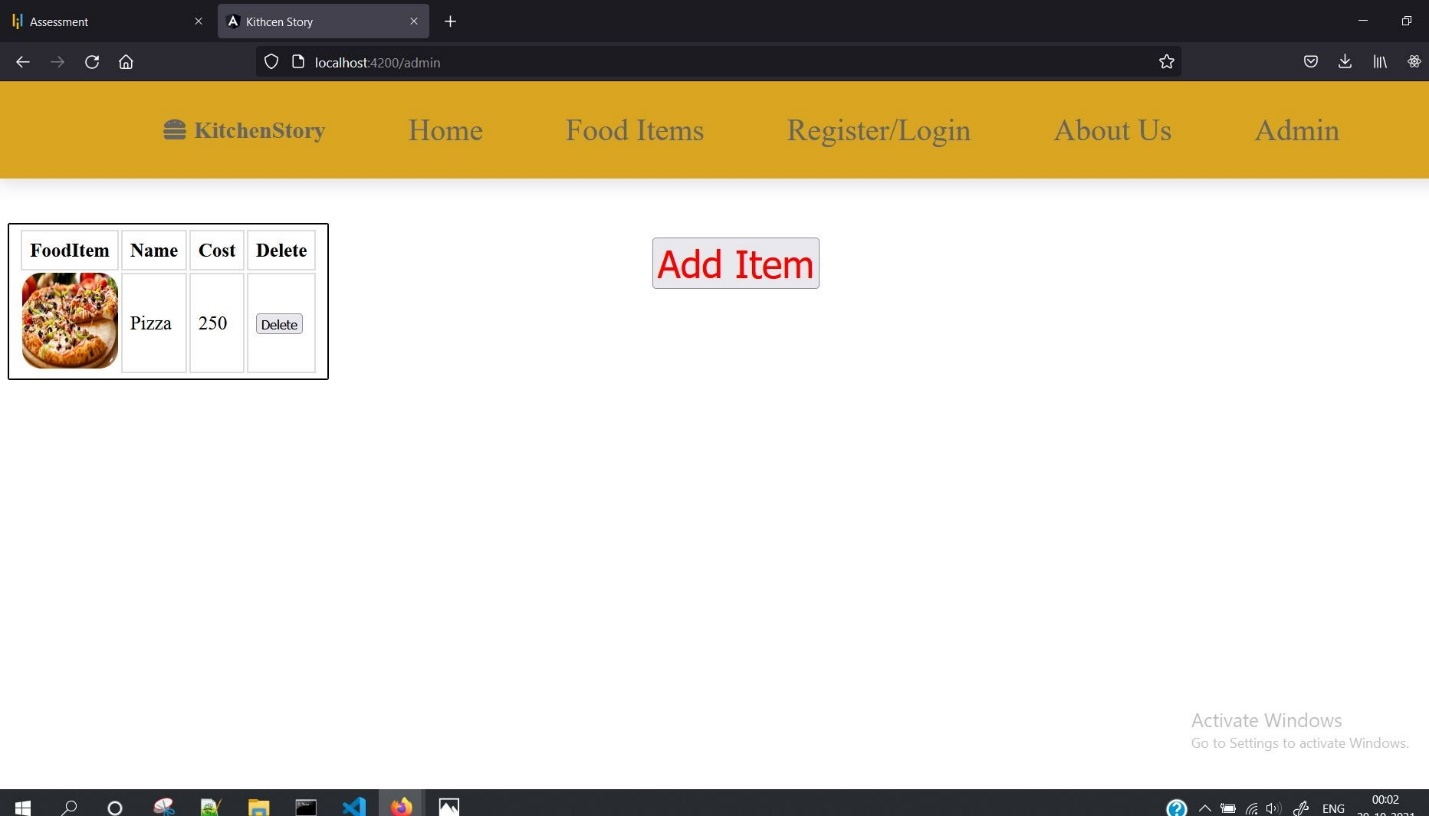 Assessment
Kithcen Story
localhost:4200/admin
KitchenStory Home Food Items Register/Login About Us Admin
FoodItem Name Cost Delete
Pizza 250 Delete
Add Item
Activate Windows
Go to Settings to activate Windows.
ENG
00:02